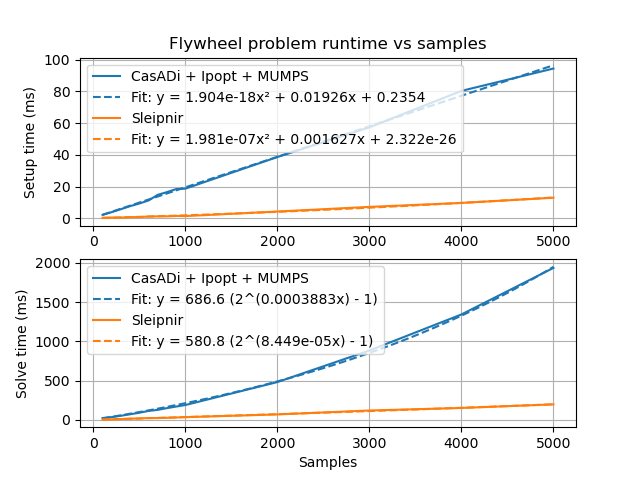 Flywheel problem runtime vs samples
Setup time (ms)
100
80
60
40
20
0
CasADi + Ipopt + MUMPS
Fit: y = 1.904e-18x² + 0.01926x + 0.2354
Sleipnir
Fit: y = 1.981e-07x² + 0.001627x + 2.322e-26
0 1000 2000 3000 4000 5000
Solve time (ms)
2000
1500
1000
500
0
CasADi + Ipopt + MUMPS
Fit: y = 686.6 (2^(0.0003883x) - 1)
Sleipnir
Fit: y = 580.8 (2^(8.449e-05x) - 1)
0 1000 2000 3000 4000 5000
Samples